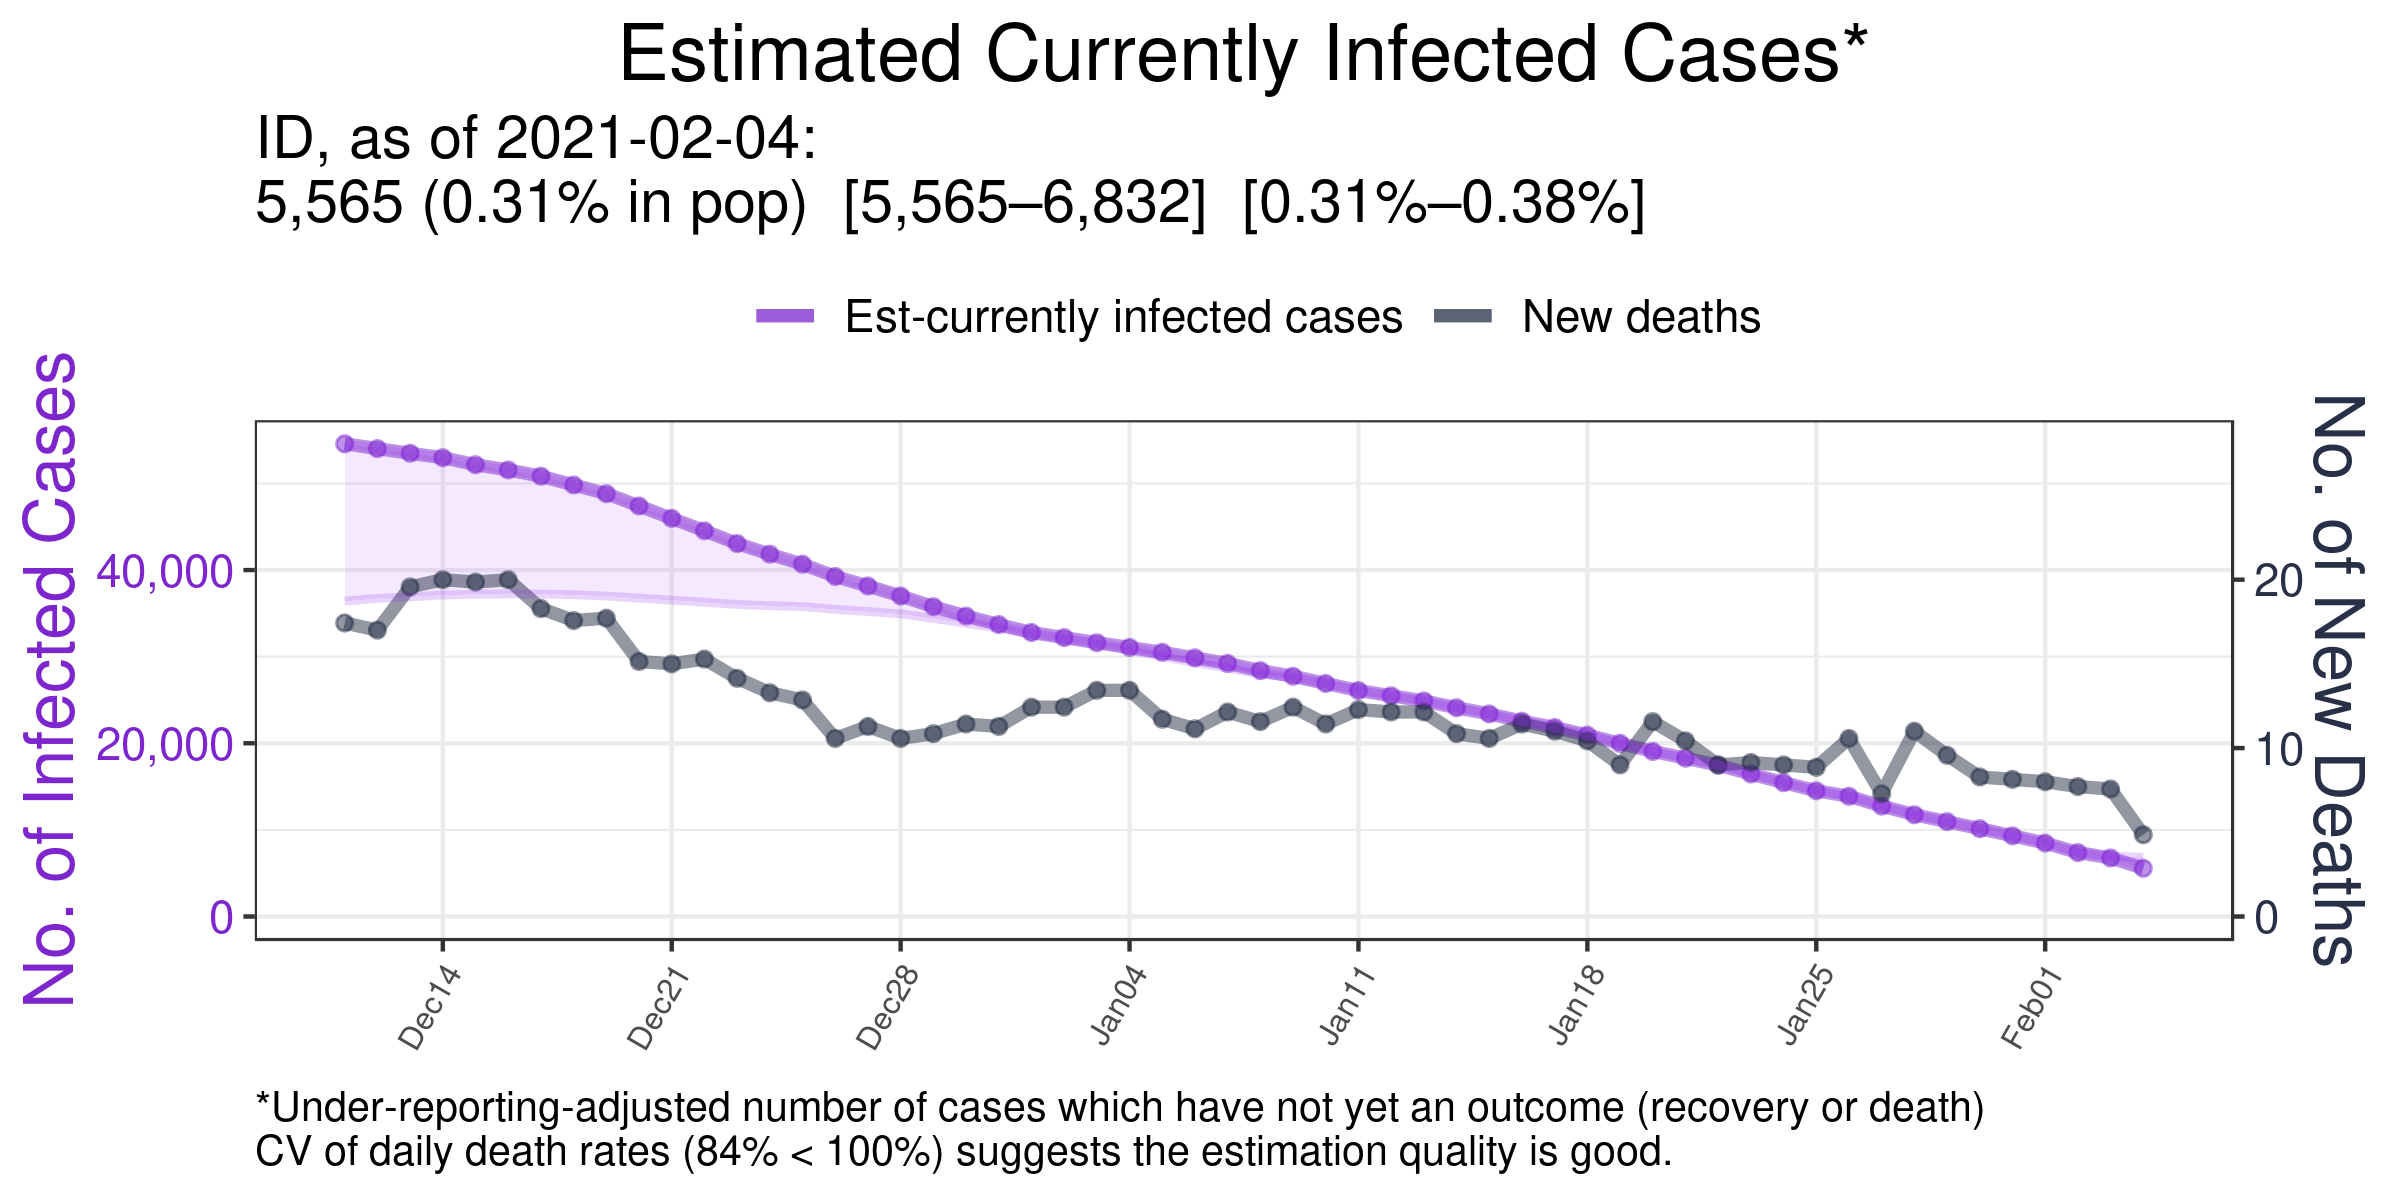 Estimated Currently Infected Cases*
ID, as of 2021-02-04:
5,565 (0.31% in pop)  [5,565–6,832]  [0.31%–0.38%]
Est-currently infected cases
New deaths
No. of Infected Cases
40,000
20,000
0
20
10
0
No. of New Deaths
Dec14
Dec21
Dec28
Jan04
Jan11
Jan18
Jan25
Feb01
*Under-reporting-adjusted number of cases which have not yet an outcome (recovery or death)
CV of daily death rates (84% < 100%) suggests the estimation quality is good.